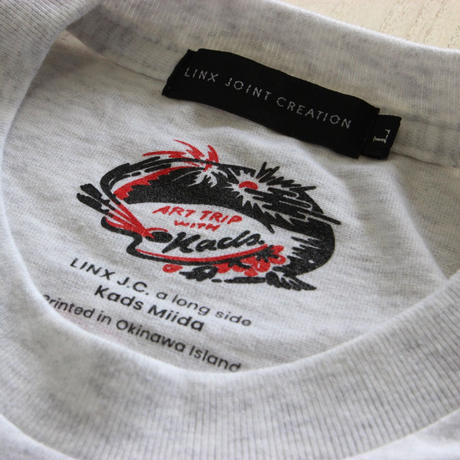 LINX JOINT CREATION
L
ART TRIP
WITH
Kads.
LINX J.C. a long side
Kads Miida
Printed in Okinawa Island